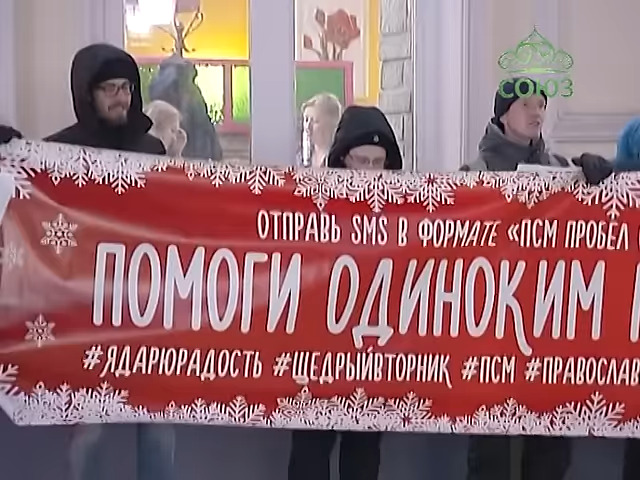 СОЮЗ
ОТПРАВЬ SMS В ФОРМАТЕ «ПСМ ПРОБЕЛ
ПОМОГИ ОДИНОКИМ
#ЯДАРЮРАДОСТЬ #ЩЕДРЫЙВТОРНИК #ПСМ #ПРАВОСЛАВ